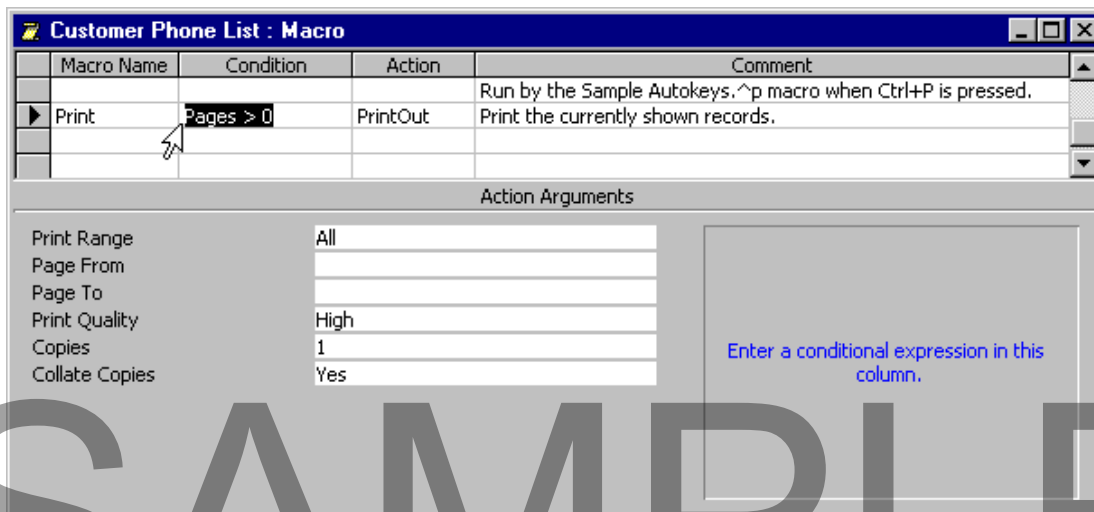 Customer Phone List : Macro
Macro Name Condition Action Comment
Run by the Sample Autokeys.^p macro when Ctrl+P is pressed.
Print Pages > 0 PrintOut Print the currently shown records.
Action Arguments
Print Range All
Page From
Page To
Print Quality High
Copies 1
Collate Copies Yes
Enter a conditional expression in this
column.
SAMPLE